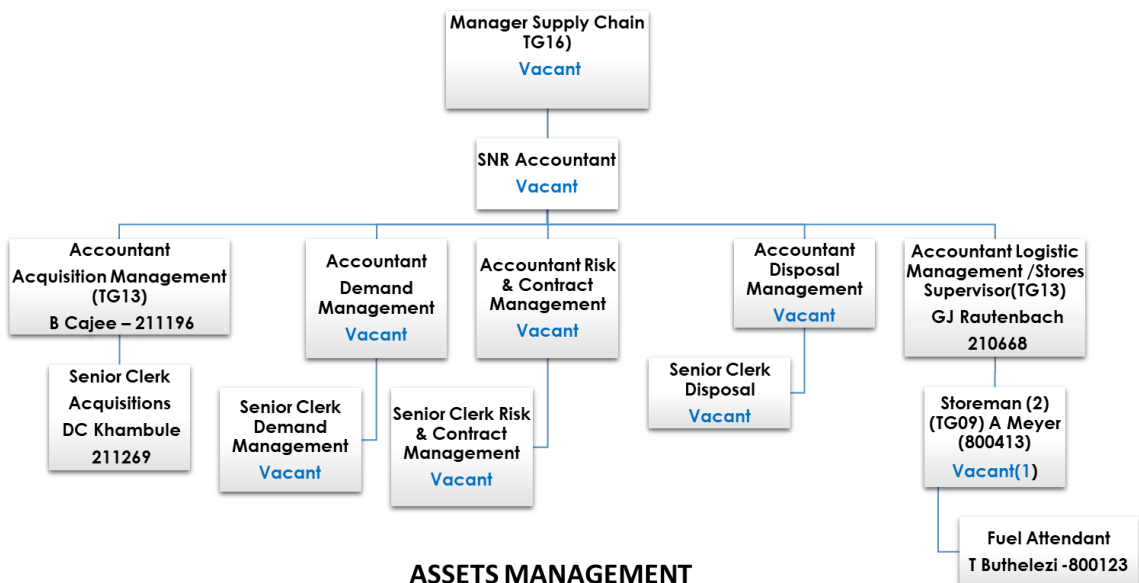 Manager Supply Chain
TG16)
Vacant
SNR Accountant
Vacant
Accountant
Acquisition Management
(TG13)
B Cajee – 211196
Accountant
Demand
Management
Vacant
Accountant Risk
& Contract
Management
Vacant
Accountant
Disposal
Management
Vacant
Accountant Logistic
Management /Stores
Supervisor(TG13)
GJ Rautenbach
210668
Senior Clerk
Acquisitions
DC Khambule
211269
Senior Clerk
Demand
Management
Vacant
Senior Clerk Risk
& Contract
Management
Vacant
Senior Clerk
Disposal
Vacant
Storeman (2)
(TG09) A Meyer
(800413)
Vacant(1)
Fuel Attendant
T Buthelezi -800123
ASSETS MANAGEMENT